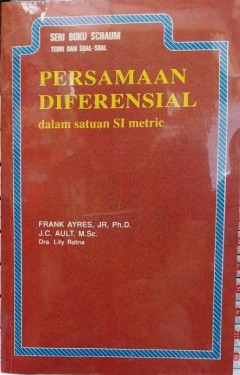 SERI BUKU SCHAUM
TEORI DAN SOAL-SOAL
PERSAMAAN
DIFERENSIAL
dalam satuan SI metric
FRANK AYRES, JR, Ph.D.
J.C. AULT, M.Sc.
Dra. Lily Ratna